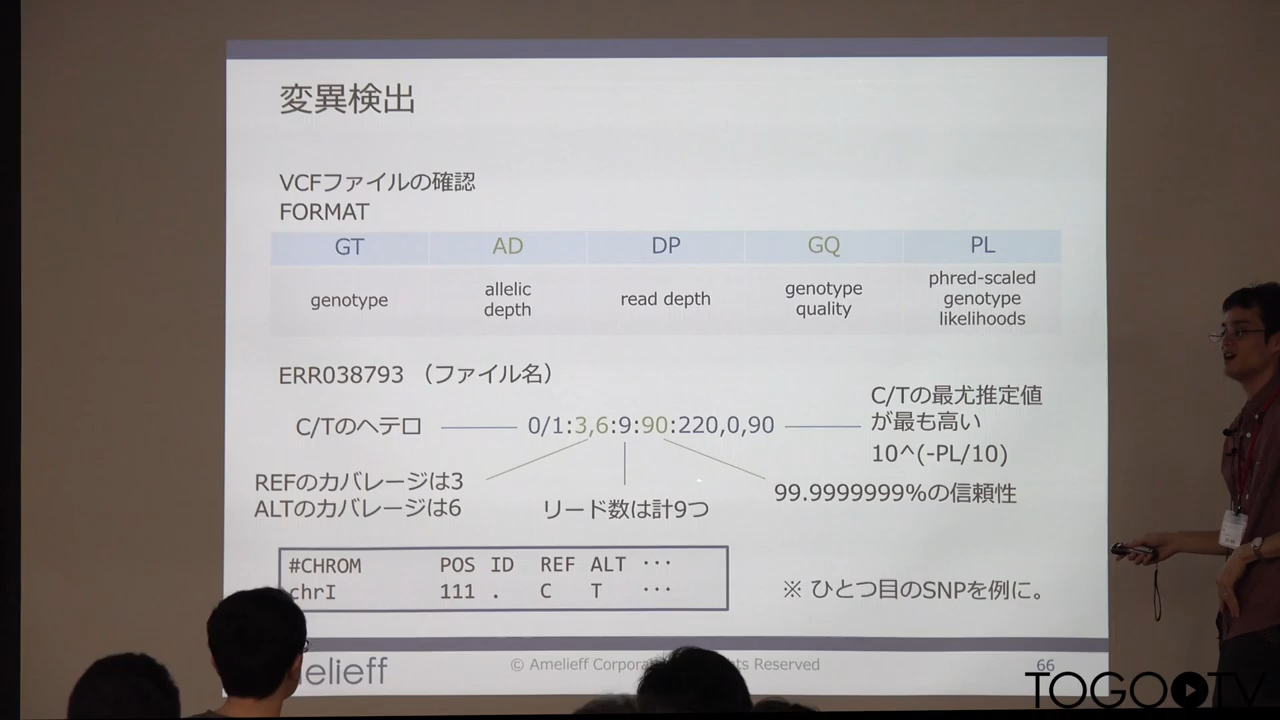 変異検出
VCFファイルの確認
FORMAT
GT AD DP GQ PL
genotype
allelic
depth
read depth
genotype
quality
phred-scaled
genotype
likelihoods
ERR038793 （ファイル名）
C/Tのヘテロ
0/1:3,6:9:90:220,0,90
C/Tの最尤推定値
が最も高い
10^(-PL/10)
REFのカバレージは3
ALTのカバレージは6
リード数は計9つ
99.9999999%の信頼性
#CHROM POS ID REF ALT ･･･
chrI 111 . C T ･･･
※ ひとつ目のSNPを例に。
© Amelieff Reserved
66
TOGOTV